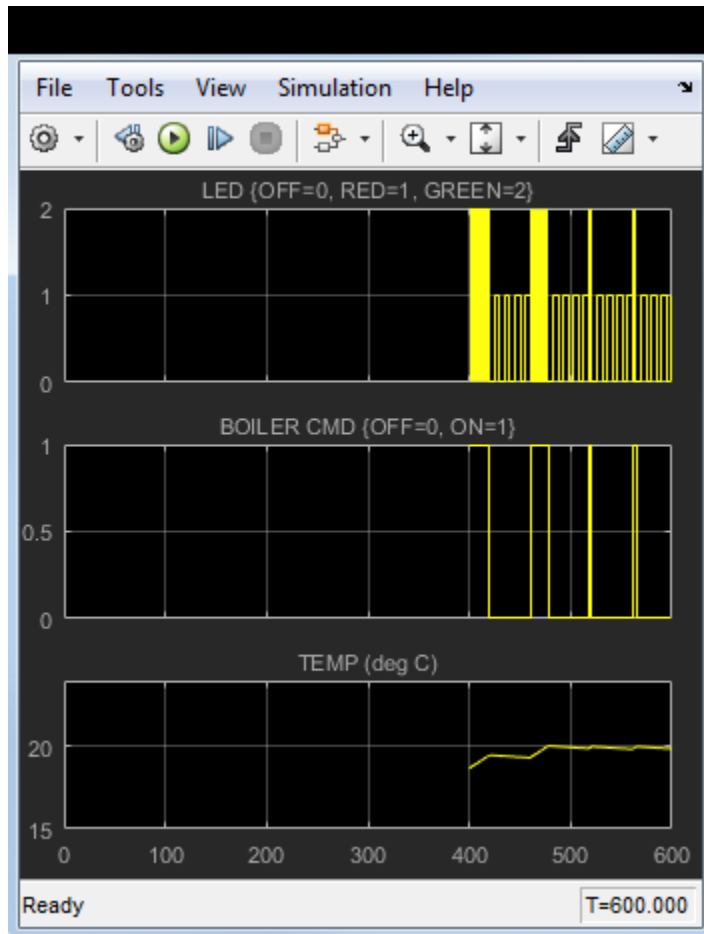 File Tools View Simulation Help
LED {OFF=0, RED=1, GREEN=2}
2
1
0
BOILER CMD {OFF=0, ON=1}
1
0.5
0
TEMP (deg C)
20
15
0 100 200 300 400 500 600
Ready T=600.000